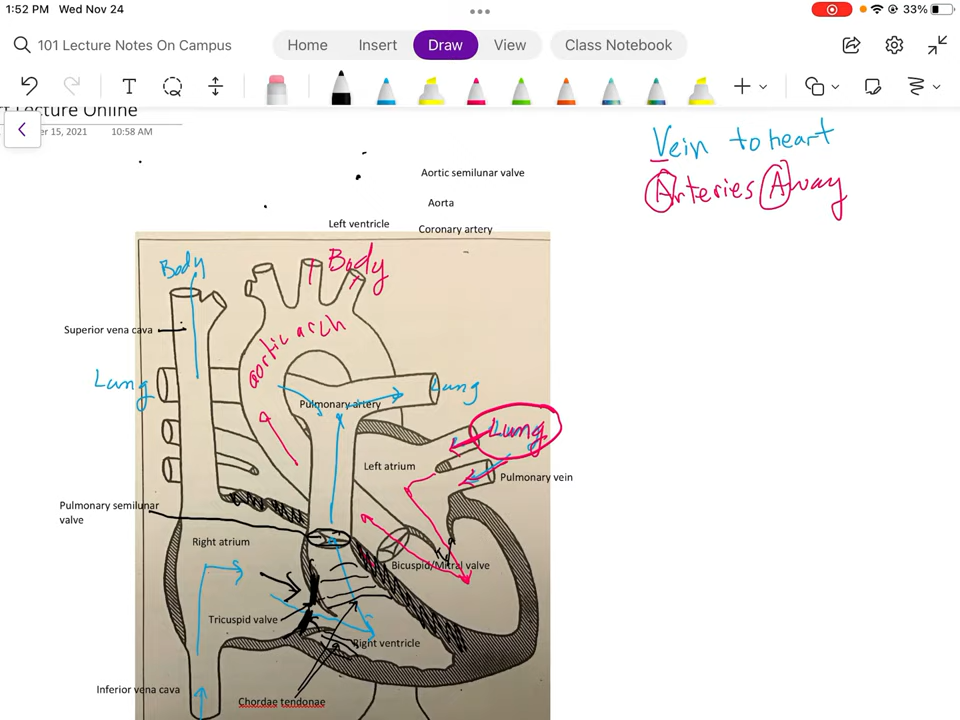 1:52 PM Wed Nov 24
33%
101 Lecture Notes On Campus
Home Insert Draw View Class Notebook
Lecture Online
er 15, 2021 10:58 AM
Vein to heart
Arteries Away
Aortic semilunar valve
Aorta
Left ventricle
Coronary artery
Body
Body
Superior vena cava
aortic arch
Lung
Lung
Pulmonary artery
Lung
Left atrium
Pulmonary vein
Pulmonary semilunar
valve
Right atrium
Bicuspid/Mitral valve
Tricuspid valve
Right ventricle
Inferior vena cava
Chordae tendonae